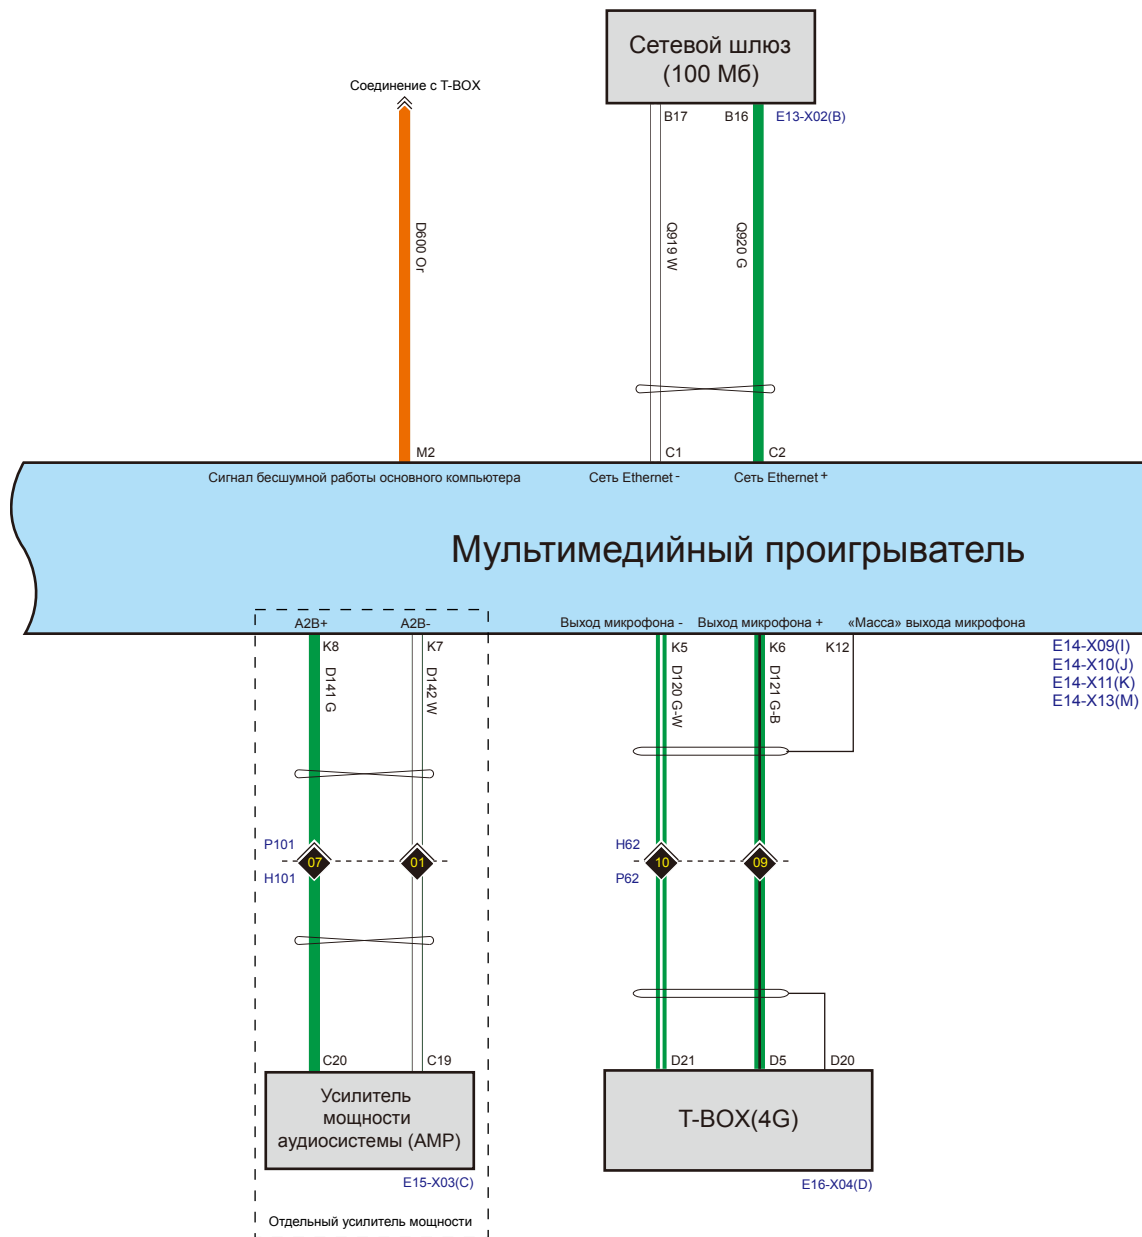 Сетевой шлюз
(100 Мб)
Соединение с T-BOX
B17
B16
E13-X02(B)
D600 Or
Q919 W
Q920 G
M2
C1
C2
Сигнал бесшумной работы основного компьютера
Сеть Ethernet -
Сеть Ethernet +
Мультимедийный проигрыватель
A2B+
A2B-
Выход микрофона -
Выход микрофона +
«Масса» выхода микрофона
K8
K7
K5
K6
K12
E14-X09(I)
E14-X10(J)
E14-X11(K)
E14-X13(M)
D141 G
D142 W
D120 G-W
D121 G-B
P101
H101
07
01
H62
P62
10
09
C20
C19
D21
D5
D20
Усилитель
мощности
аудиосистемы (AMP)
T-BOX(4G)
E15-X03(C)
E16-X04(D)
Отдельный усилитель мощности